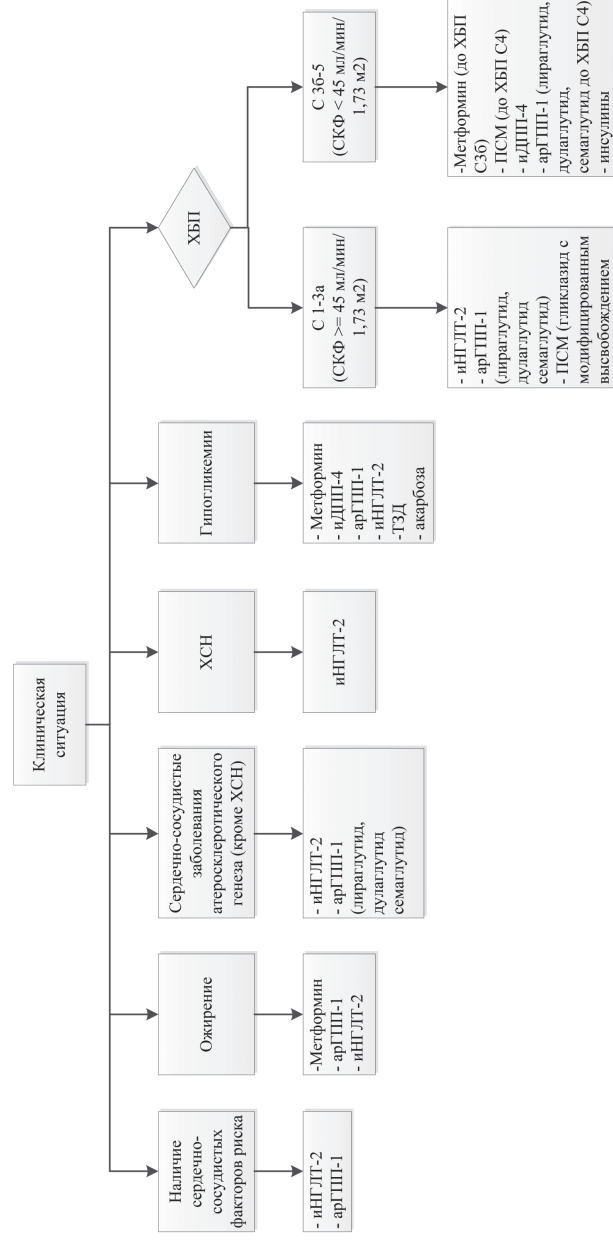 Клиническая
ситуация
Наличие
сердечно-
сосудистых
факторов риска
- иНГЛТ-2
- арГПП-1
Ожирение
-Метформин
- арГПП-1
- иНГЛТ-2
Сердечно-сосудистые
заболевания
атеросклеротического
генеза (кроме ХСН)
- иНГЛТ-2
- арГПП-1
(лираглутид,
дулаглутид
семаглутид)
ХСН
иНГЛТ-2
Гипогликемии
- Метформин
- иДПП-4
- арГПП-1
- иНГЛТ-2
-ТЗД
- акарбоза
ХБП
С 1-3а
(СКФ >= 45 мл/мин/
1,73 м2)
- иНГЛТ-2
- арГПП-1
(лираглутид,
дулаглутид
семаглутид)
- ПСМ (гликлазид с
модифицированным
высвобождением
С 3б-5
(СКФ < 45 мл/мин/
1,73 м2)
-Метформин (до ХБП
С3б)
- ПСМ (до ХБП С4)
- иДПП-4
- арГПП-1 (лираглутид,
дулаглутид,
семаглутид до ХБП С4)
- инсулины